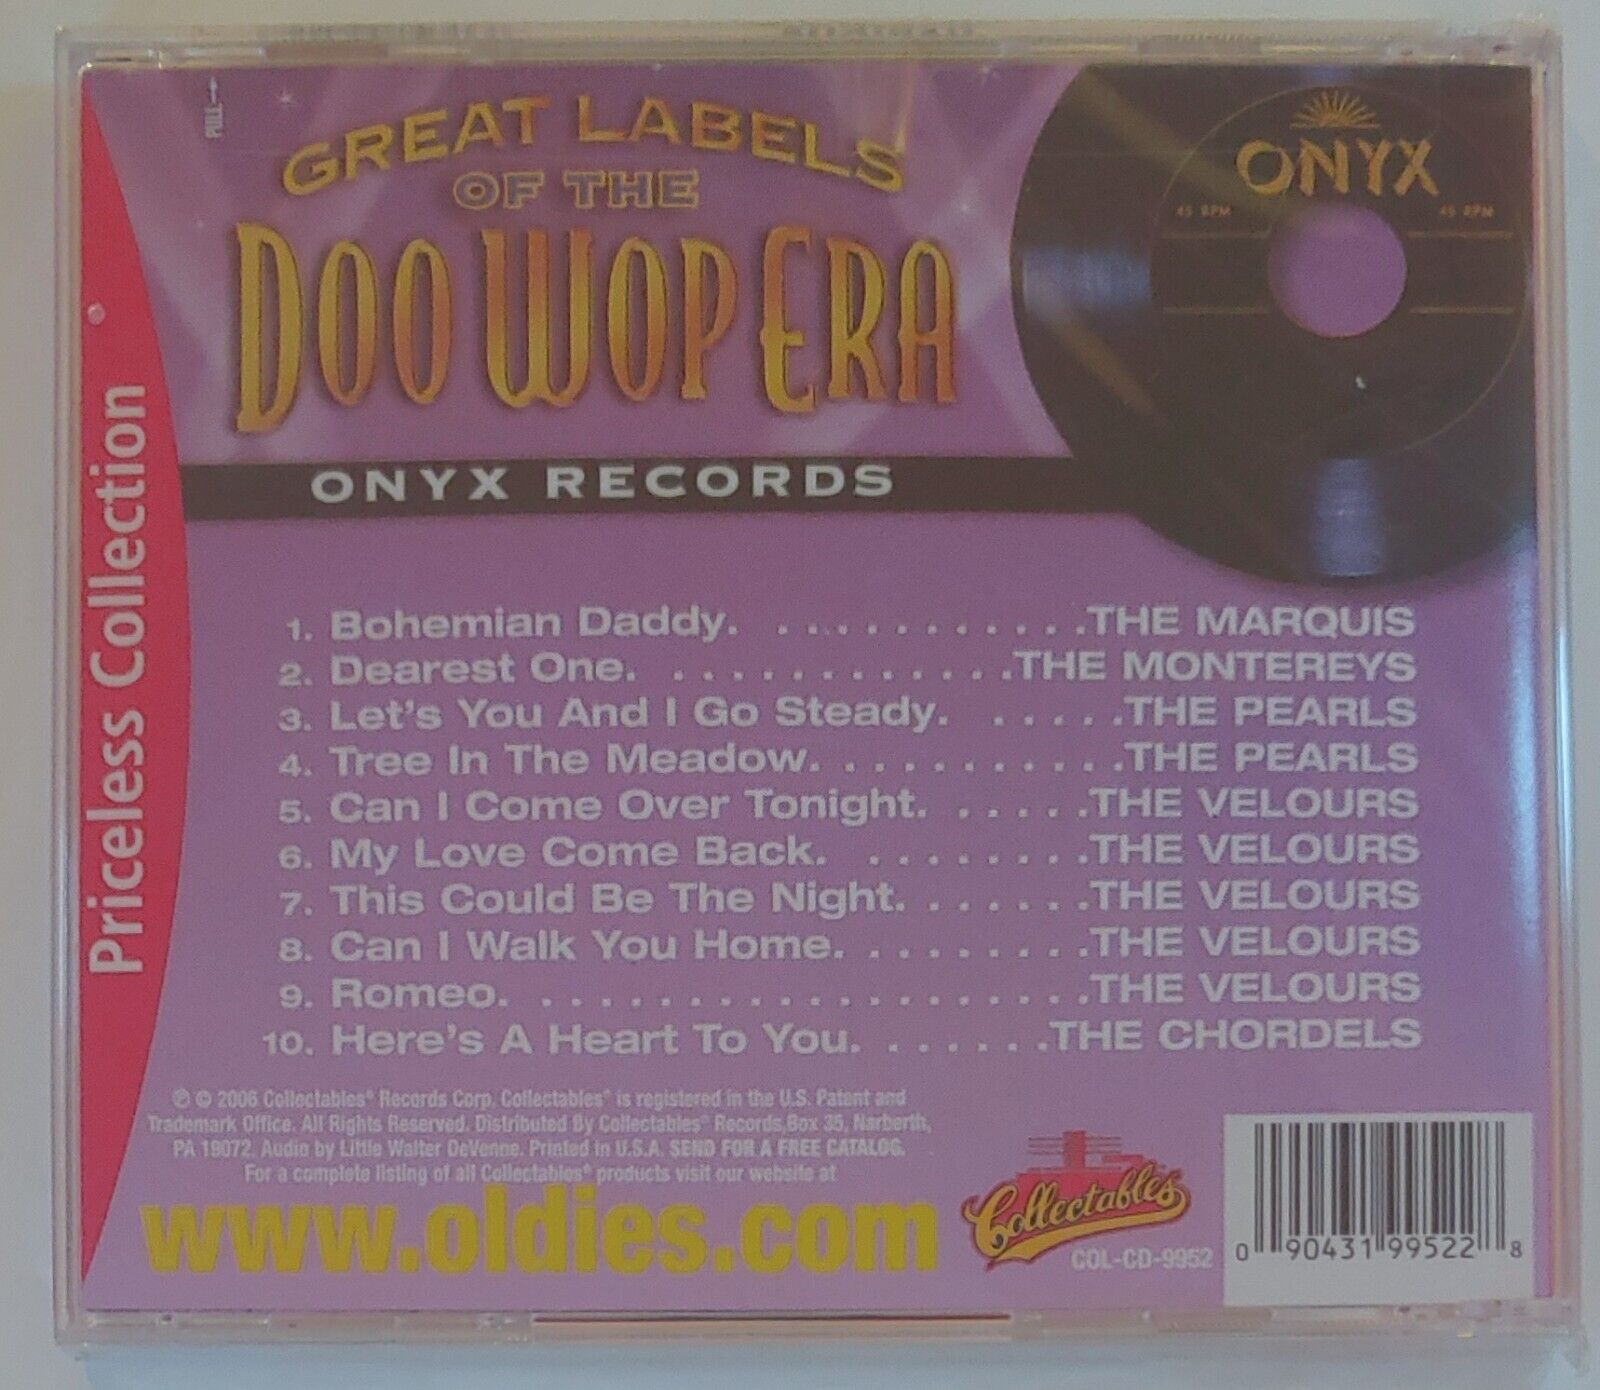 PULL→
GREAT LABELS
OF THE
DOO WOP ERA
ONYX
45 RPM 45 RPM
ONYX RECORDS
Priceless Collection
1. Bohemian Daddy. . . . . . . . . . . .THE MARQUIS
2. Dearest One. . . . . . . . . . . . .THE MONTEREYS
3. Let's You And I Go Steady. . . . . .THE PEARLS
4. Tree In The Meadow. . . . . . . . . . .THE PEARLS
5. Can I Come Over Tonight. . . . . .THE VELOURS
6. My Love Come Back. . . . . . . . .THE VELOURS
7. This Could Be The Night. . . . . . .THE VELOURS
8. Can I Walk You Home. . . . . . . . .THE VELOURS
9. Romeo. . . . . . . . . . . . . . . . . . . .THE VELOURS
10. Here's A Heart To You. . . . . . .THE CHORDELS
℗ © 2006 Collectables® Records Corp. Collectables® is registered in the U.S. Patent and
Trademark Office. All Rights Reserved. Distributed By Collectables® Records,Box 35, Narberth,
PA 19072. Audio by Little Walter DeVenne. Printed in U.S.A. SEND FOR A FREE CATALOG.
For a complete listing of all Collectables® products visit our website at
www.oldies.com
Collectables
COL-CD-9952
0 90431 99522 8